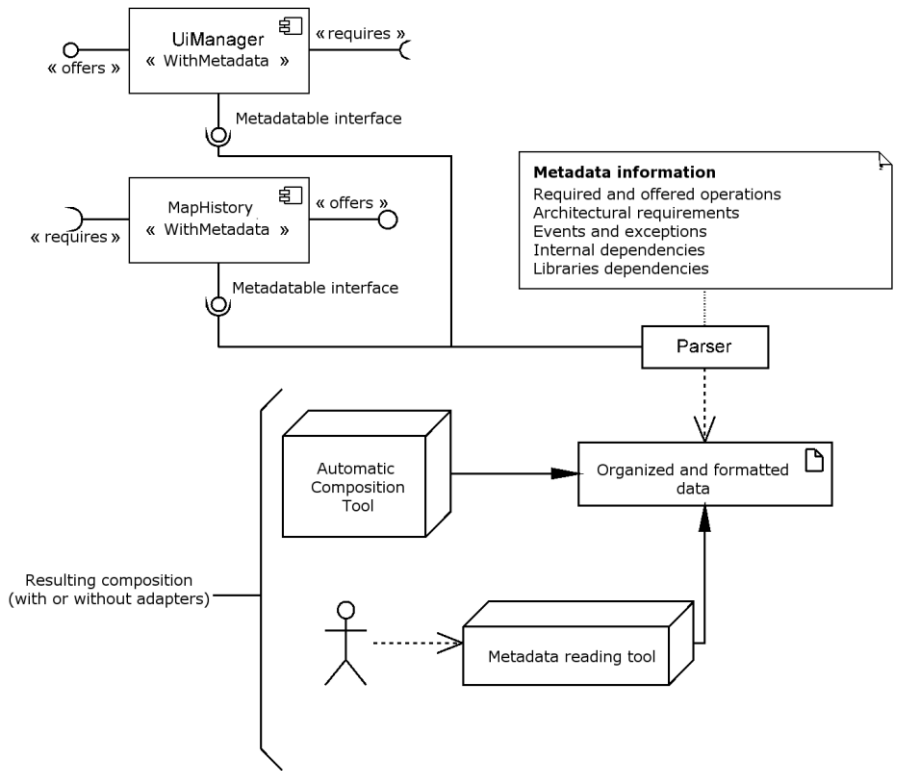 UiManager
« WithMetadata »
« offers »
« requires »
Metadatable interface
MapHistory
« WithMetadata »
« offers »
« requires »
Metadatable interface
Metadata information
Required and offered operations
Architectural requirements
Events and exceptions
Internal dependencies
Libraries dependencies
Parser
Automatic
Composition
Tool
Organized and formatted
data
Resulting composition
(with or without adapters)
Metadata reading tool